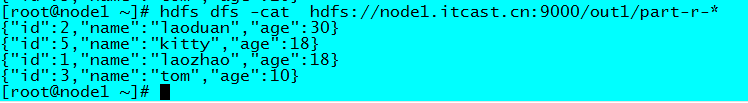 [root@node1 ~]# hdfs dfs -cat  hdfs://node1.itcast.cn:9000/out1/part-r-*
{"id":2,"name":"laoduan","age":30}
{"id":5,"name":"kitty","age":18}
{"id":1,"name":"laozhao","age":18}
{"id":3,"name":"tom","age":10}
[root@node1 ~]#